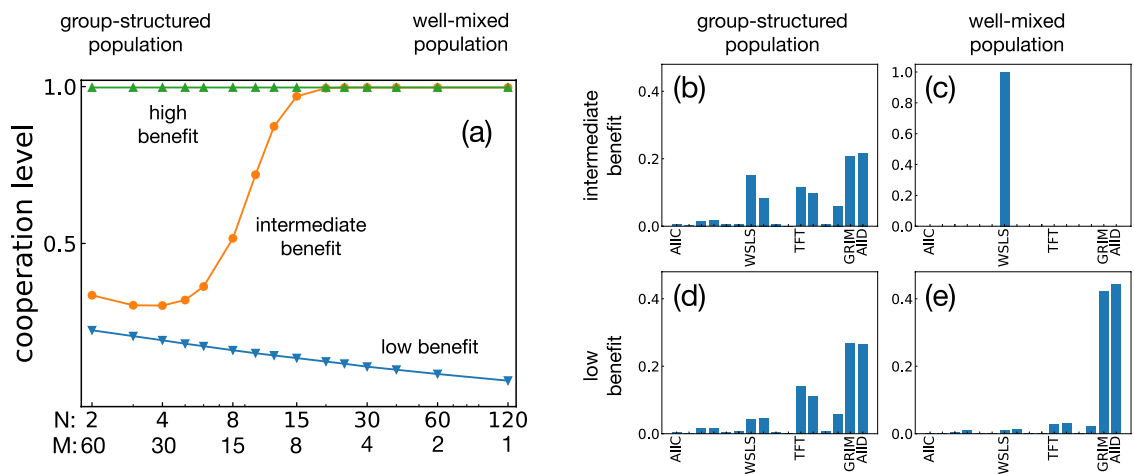 group-structured
population
well-mixed
population
1.0
0.5
cooperation level
high
benefit
(a)
intermediate
benefit
low benefit
N: 2 4 8 15 30 60 120
M: 60 30 15 8 4 2 1
group-structured
population
well-mixed
population
intermediate
benefit
(b)
0.4
0.2
0.0
AllC
WSLS
TFT
GRIM
AllD
(c)
1.0
0.8
0.6
0.4
0.2
0.0
AllC
WSLS
TFT
GRIM
AllD
low
benefit
(d)
0.4
0.2
0.0
AllC
WSLS
TFT
GRIM
AllD
(e)
0.4
0.2
0.0
AllC
WSLS
TFT
GRIM
AllD